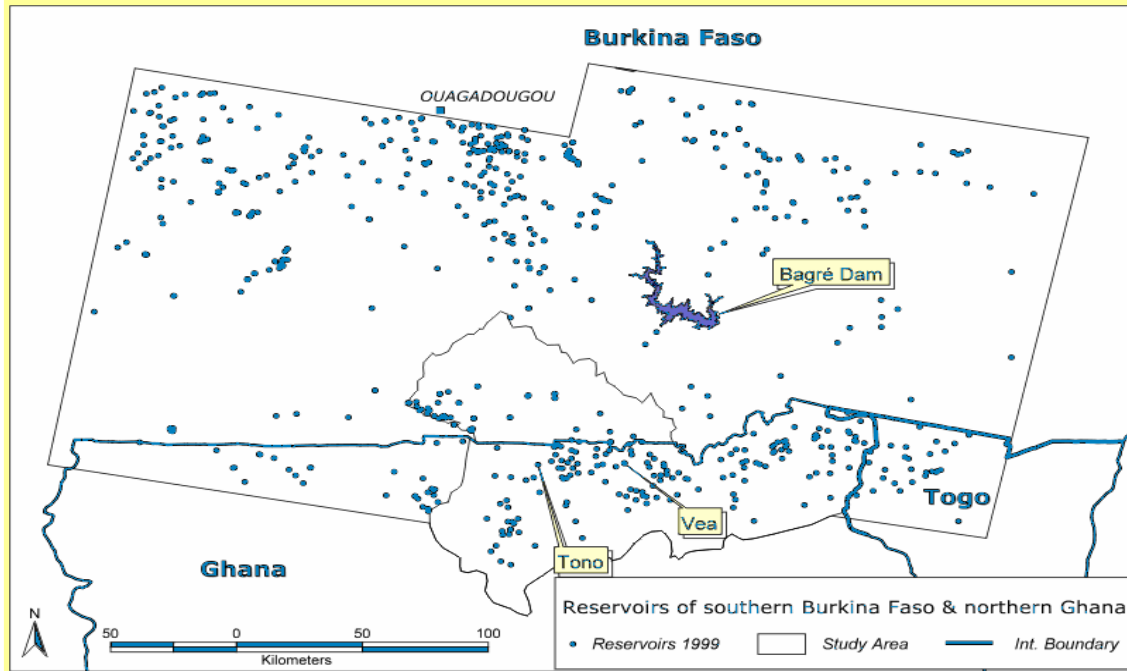 Burkina Faso
OUAGADOUGOU
Bagré Dam
Togo
Vea
Tono
Ghana
N
50 0 50 100
Kilometers
Reservoirs of southern Burkina Faso & northern Ghana
Reservoirs 1999 Study Area Int. Boundary